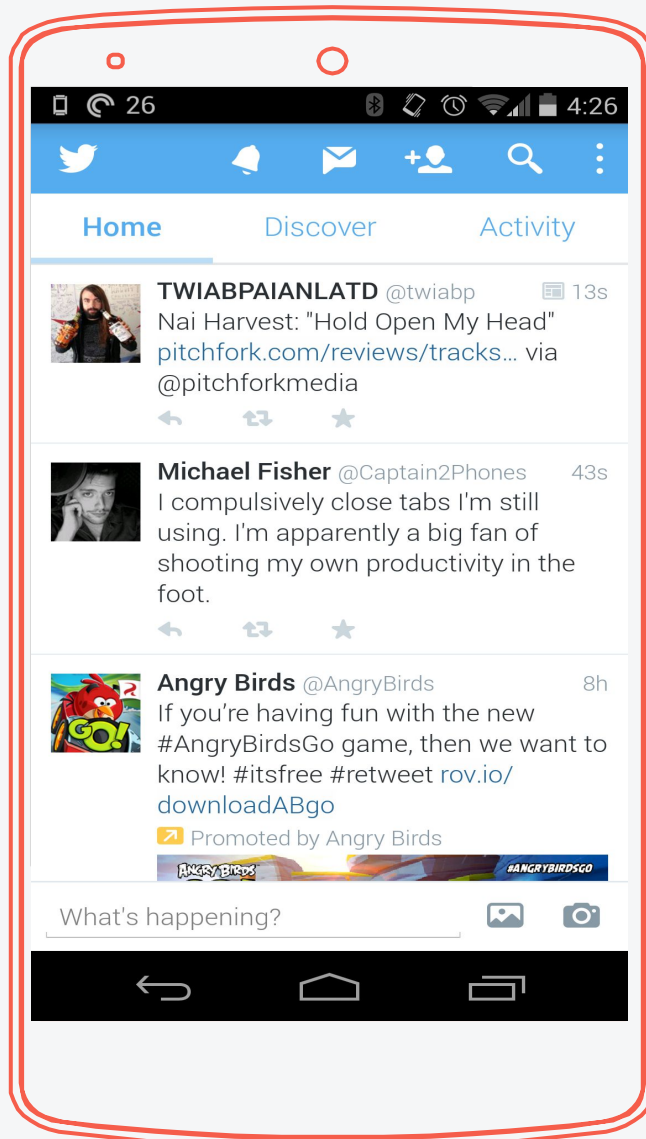 26 4:26
Home Discover Activity
TWIABPAIANLATD @twiabp 13s
Nai Harvest: "Hold Open My Head"
pitchfork.com/reviews/tracks... via
@pitchforkmedia
Michael Fisher @Captain2Phones 43s
I compulsively close tabs I'm still
using. I'm apparently a big fan of
shooting my own productivity in the
foot.
Angry Birds @AngryBirds 8h
GO!
If you’re having fun with the new
#AngryBirdsGo game, then we want to
know! #itsfree #retweet rov.io/
downloadABgo
Promoted by Angry Birds
ANGRY BIRDS #ANGRYBIRDSGO
What's happening?